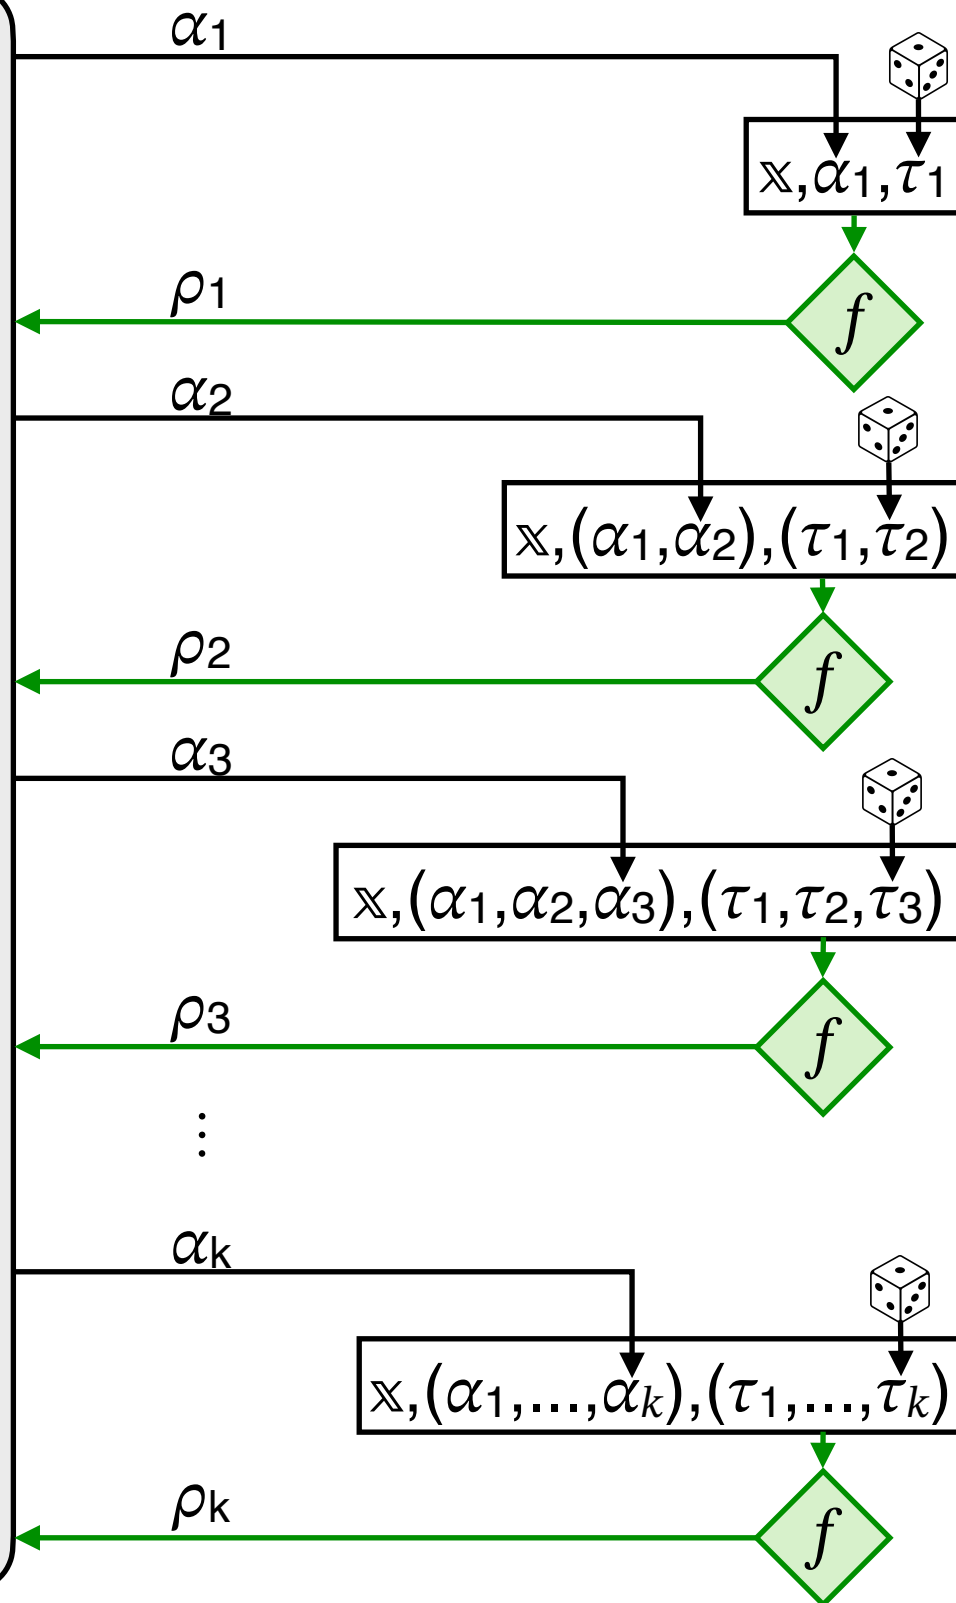 α1
𝕩,α1,τ1
ρ1
f
α2
𝕩,(α1,α2),(τ1,τ2)
ρ2
f
α3
𝕩,(α1,α2,α3),(τ1,τ2,τ3)
ρ3
f
⋮
αk
𝕩,(α1,...,αk),(τ1,...,τk)
ρk
f